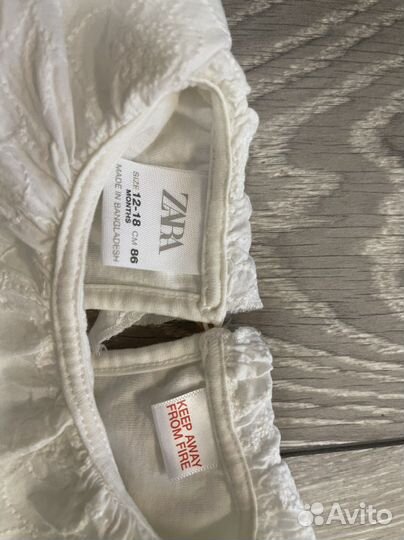 ZARA
SIZE 12-18 CM 86
MONTHS
MADE IN BANGLADESH
KEEP AWAY
FROM FIRE
Avito